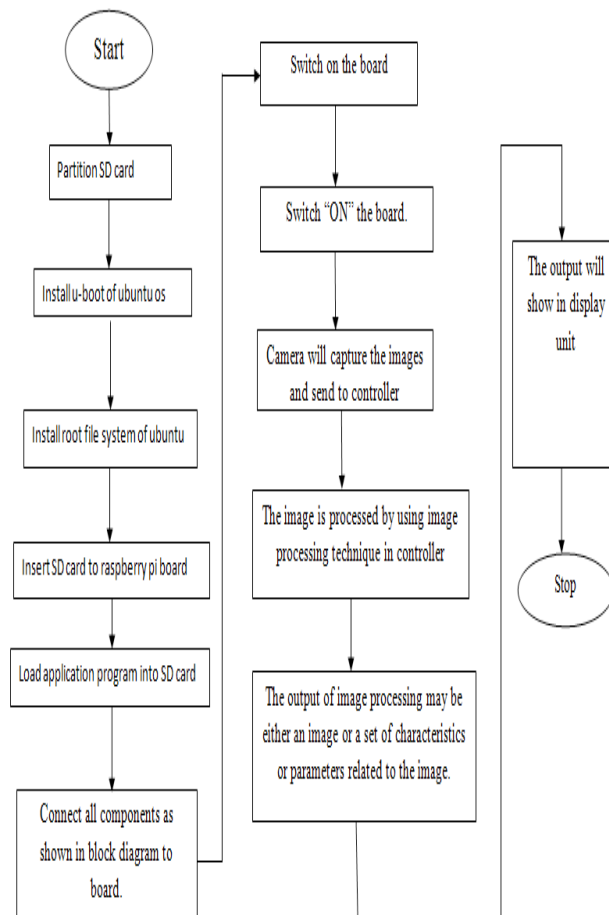 Start
Partition SD card
Install u-boot of ubuntu os
Install root file system of ubuntu
Insert SD card to raspberry pi board
Load application program into SD card
Connect all components as
shown in block diagram to
board.
Switch on the board
Switch “ON” the board.
Camera will capture the images
and send to controller
The image is processed by using image
processing technique in controller
The output of image processing may be
either an image or a set of characteristics
or parameters related to the image.
The output will
show in display
unit
Stop